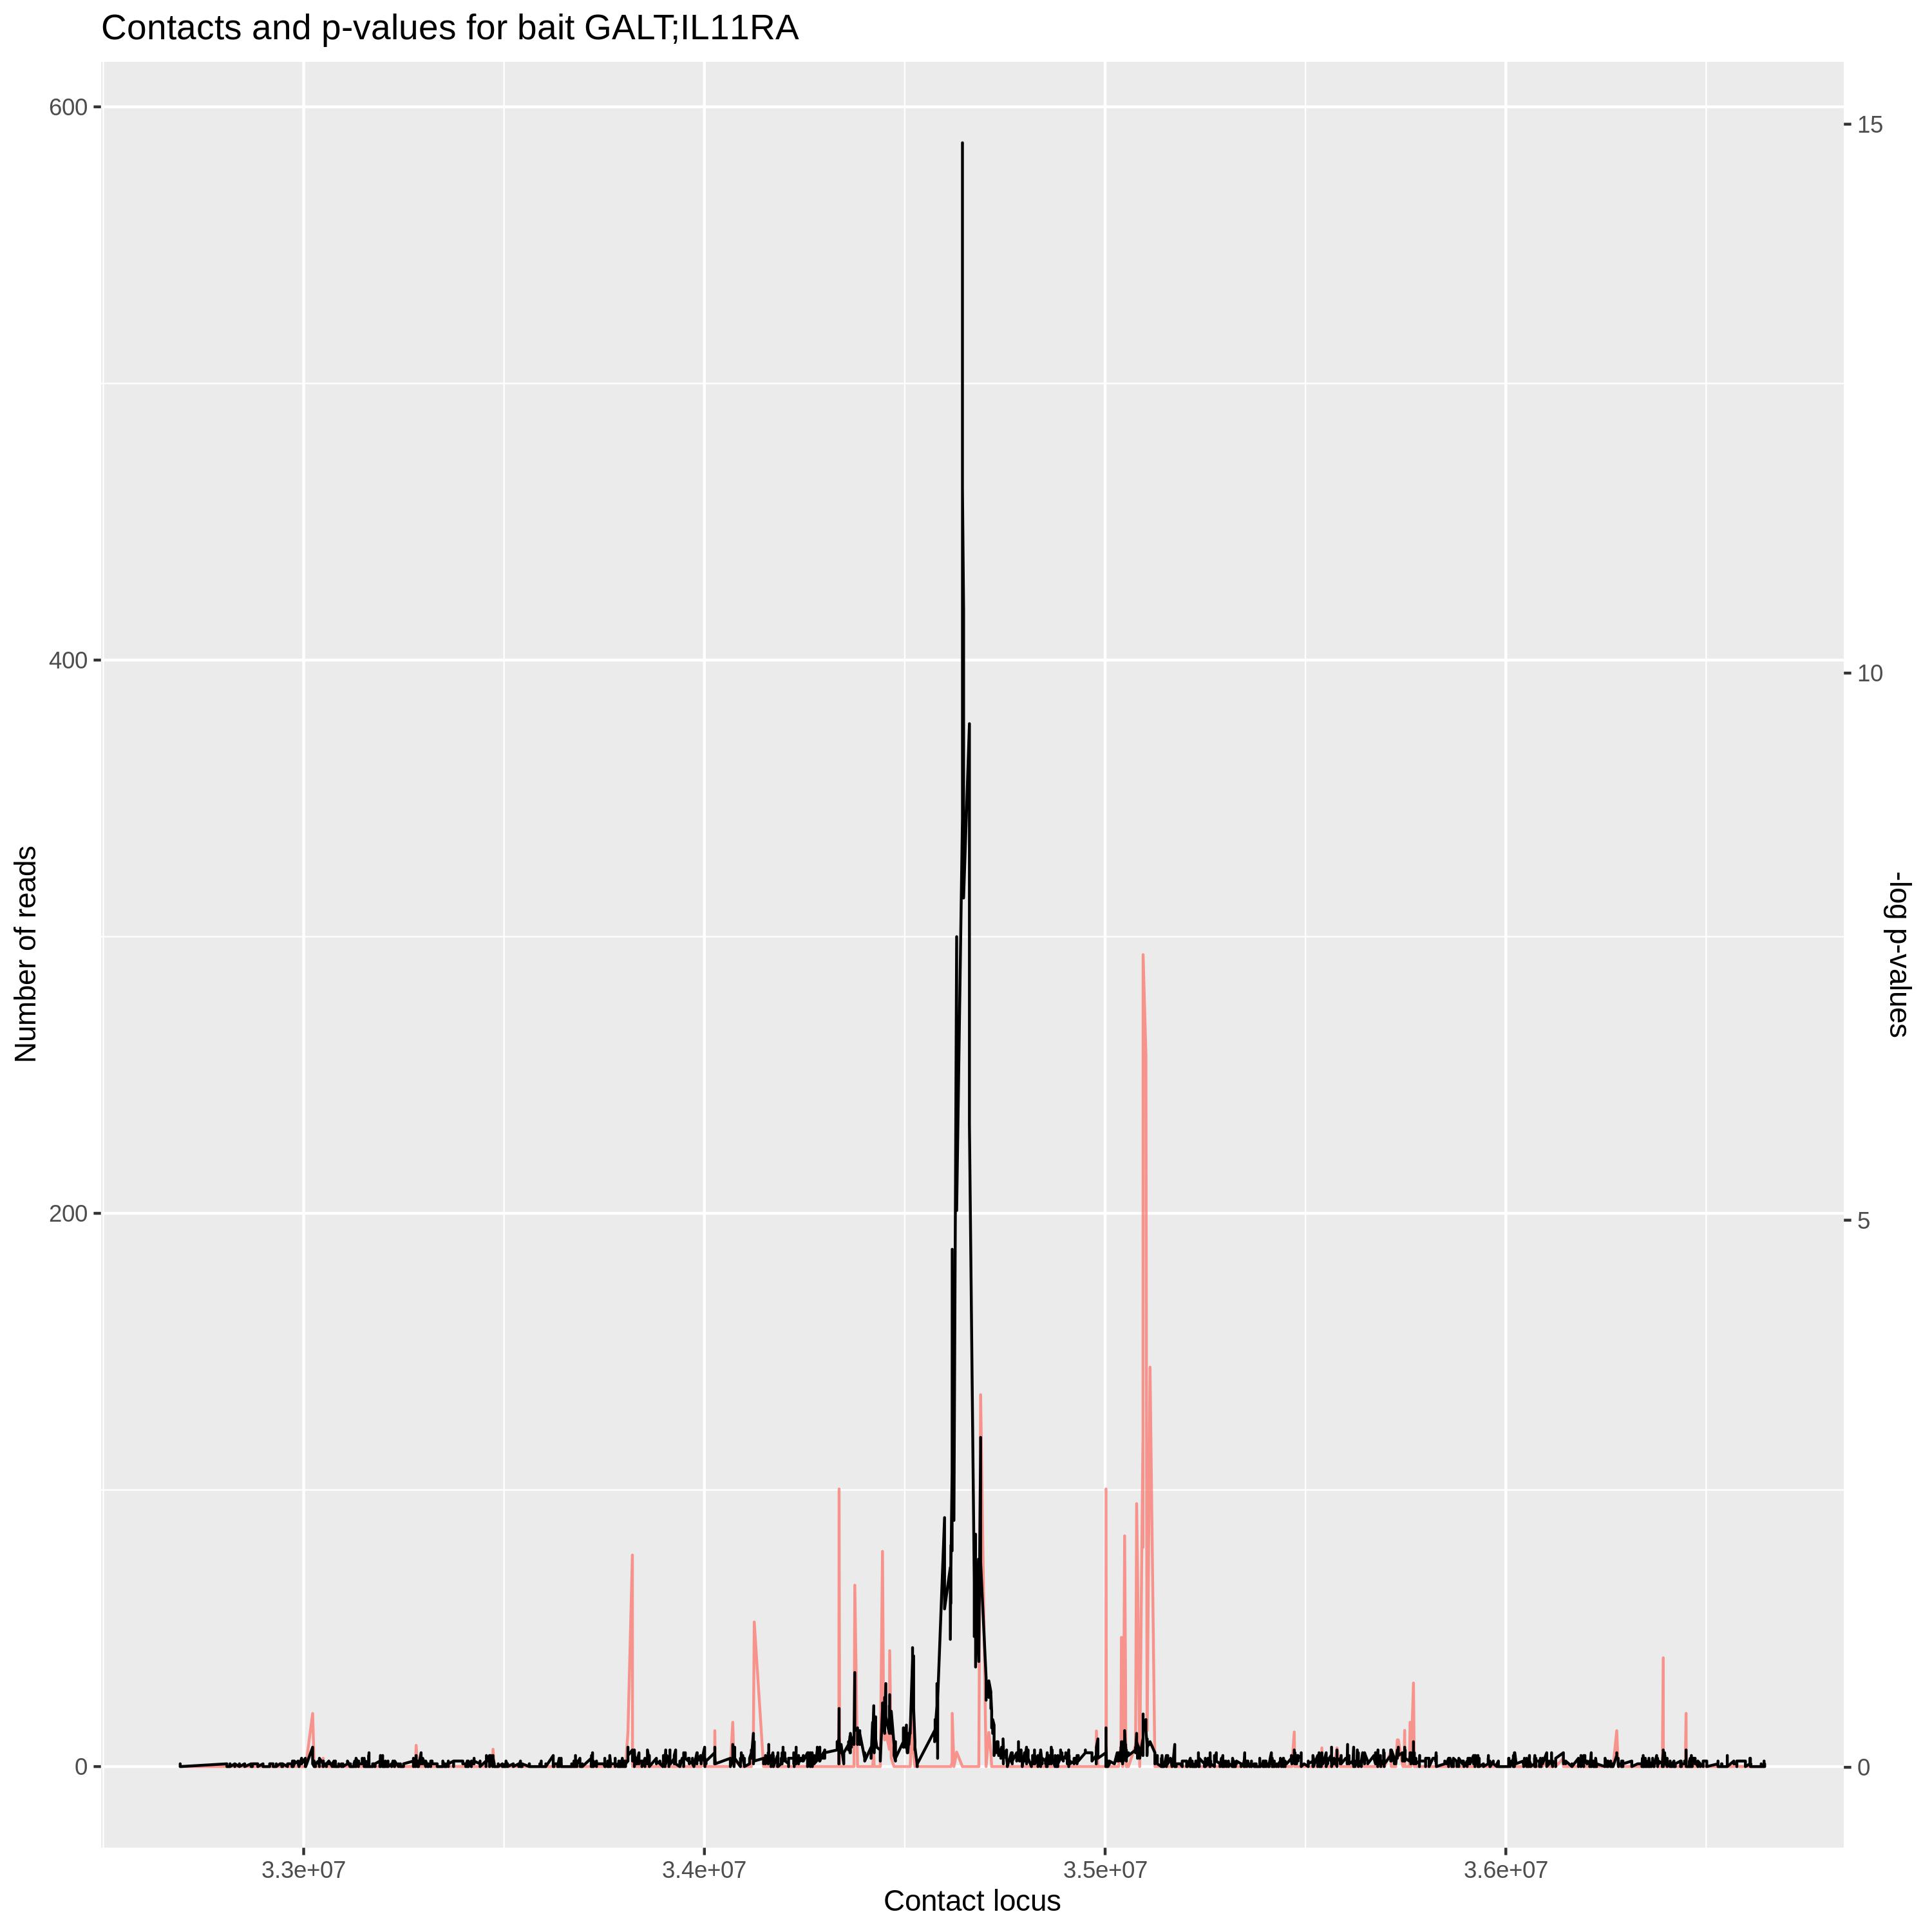 Contacts and p-values for bait GALT;IL11RA
600
400
200
0
Number of reads
15
10
5
0
-log p-values
3.3e+07
3.4e+07
3.5e+07
3.6e+07
Contact locus